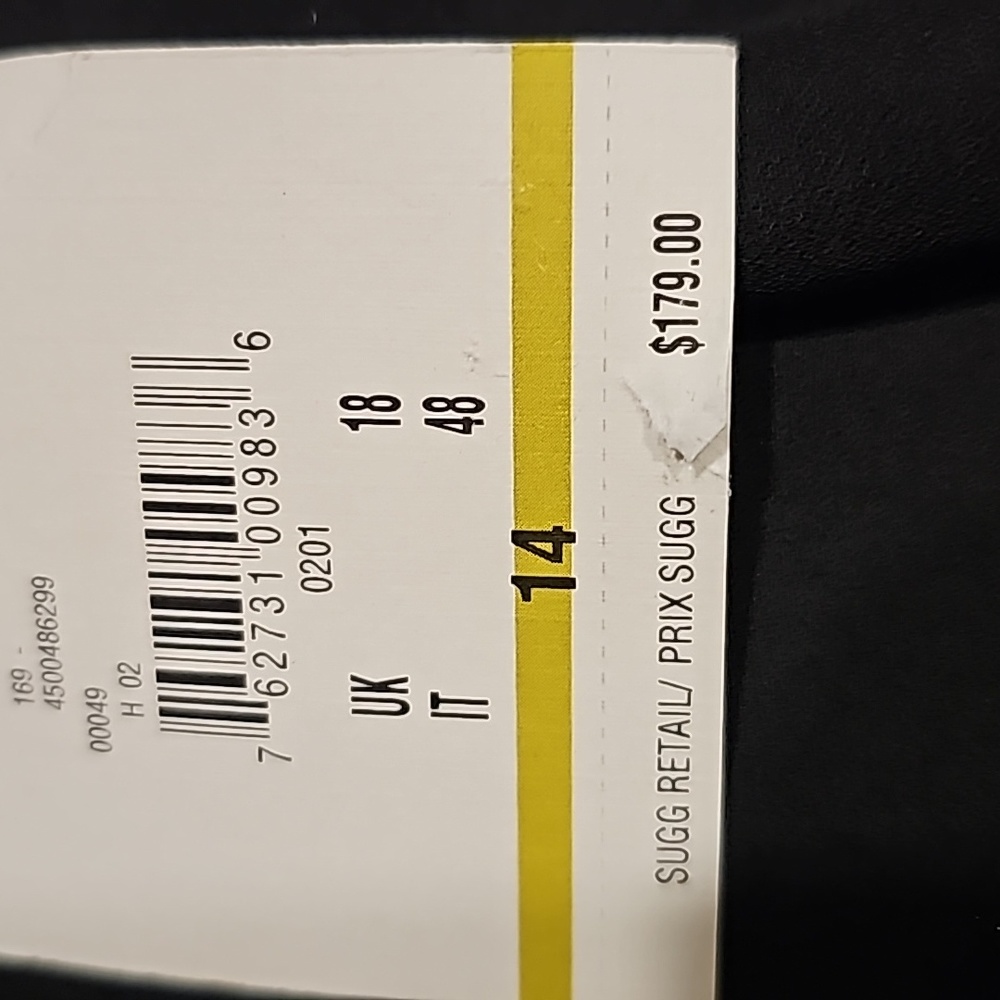 169 -
4500486299
00049
H 02
7 62731 00983 6
0201
UK 18
IT 48
14
SUGG RETAIL/ PRIX SUGG $179.00